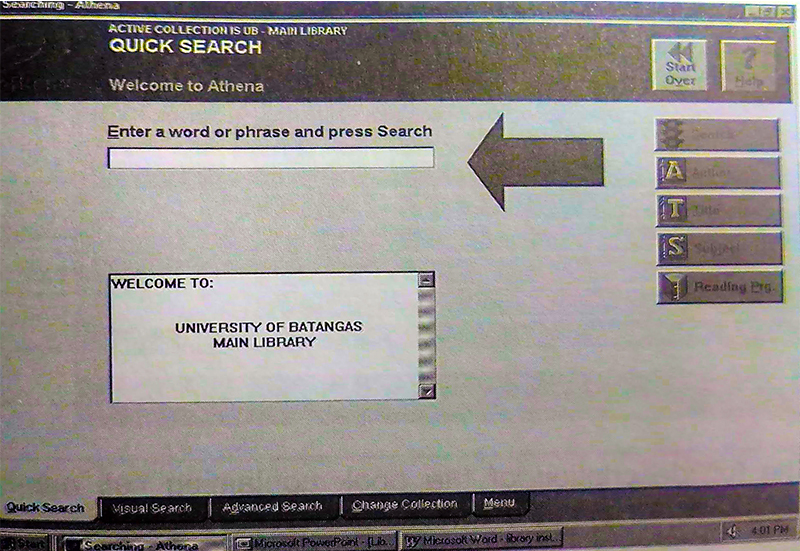 Searching - Athena
ACTIVE COLLECTION IS UB - MAIN LIBRARY
QUICK SEARCH
Welcome to Athena
Start
Over
?
Help
Enter a word or phrase and press Search
Search
A Author
T Title
S Subject
Reading Prg.
WELCOME TO:
UNIVERSITY OF BATANGAS
MAIN LIBRARY
Quick Search
Visual Search
Advanced Search
Change Collection
Menu
Start
Searching - Athena
Microsoft PowerPoint - [Lib...
Microsoft Word - library inst...
4:01 PM